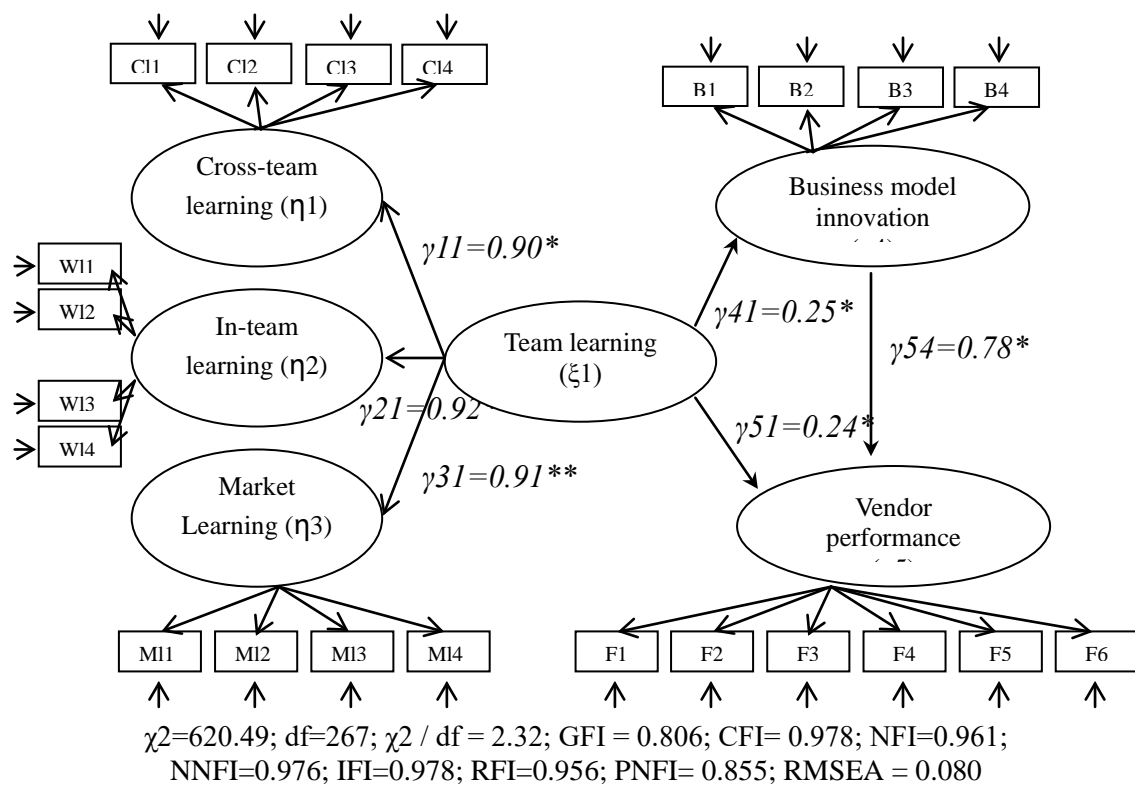 Cl1 Cl2 Cl3 Cl4
B1 B2 B3 B4
Cross-team
learning (η1)
Business model
innovation
Wl1
Wl2
Wl3
Wl4
In-team
learning (η2)
Team learning
(ξ1)
γ11=0.90*
γ41=0.25*
γ54=0.78*
γ21=0.92
γ51=0.24*
γ31=0.91**
Market
Learning (η3)
Vendor
performance
Ml1 Ml2 Ml3 Ml4
F1 F2 F3 F4 F5 F6
χ2=620.49; df=267; χ2 / df = 2.32; GFI = 0.806; CFI= 0.978; NFI=0.961;
NNFI=0.976; IFI=0.978; RFI=0.956; PNFI= 0.855; RMSEA = 0.080